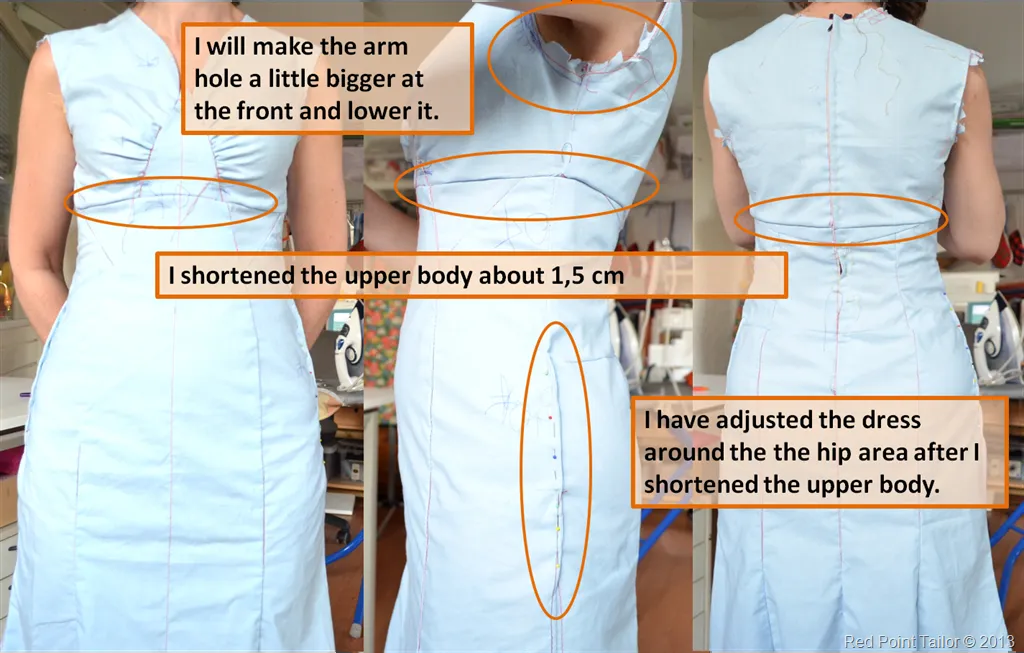 I will make the arm
hole a little bigger at
the front and lower it.
I shortened the upper body about 1,5 cm
I have adjusted the dress
around the the hip area after I
shortened the upper body.
Red Point Tailor © 2013